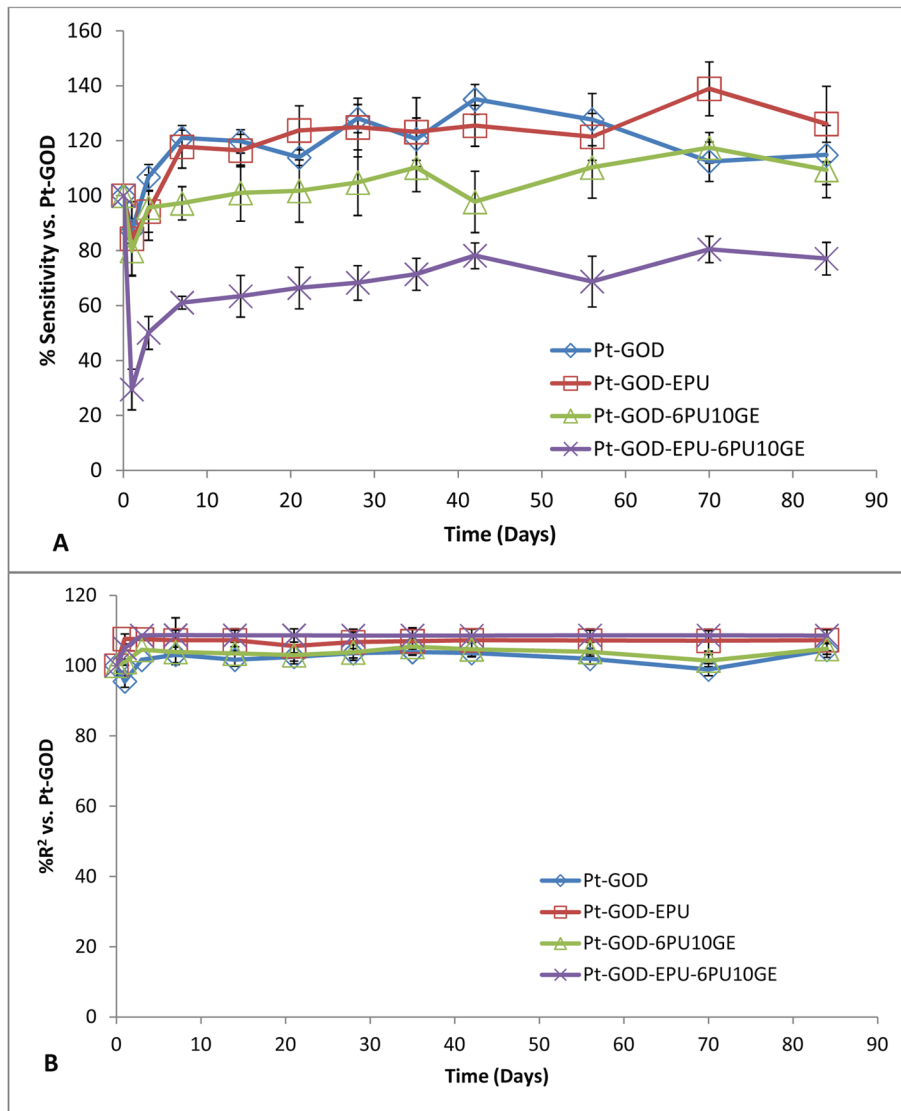 160
140
120
100
80
60
40
20
0
% Sensitivity vs. Pt-GOD
Pt-GOD
Pt-GOD-EPU
Pt-GOD-6PU10GE
Pt-GOD-EPU-6PU10GE
0 10 20 30 40 50 60 70 80 90
Time (Days)
A
120
100
80
60
40
20
0
%R² vs. Pt-GOD
Pt-GOD
Pt-GOD-EPU
Pt-GOD-6PU10GE
Pt-GOD-EPU-6PU10GE
0 10 20 30 40 50 60 70 80 90
Time (Days)
B